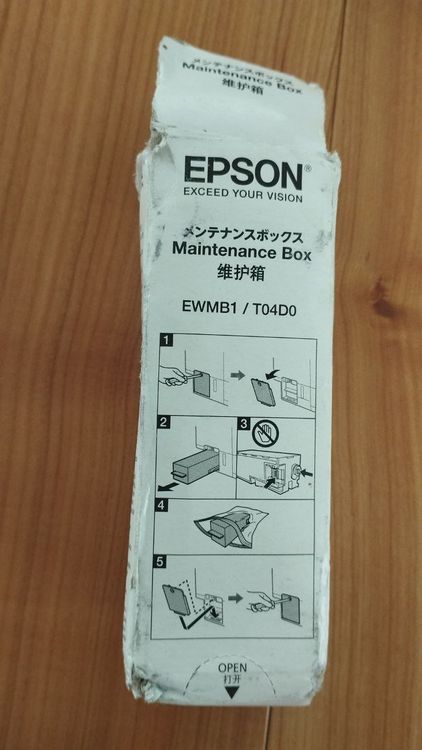 メンテナンスボックス
Maintenance Box
维护箱
EPSON®
EXCEED YOUR VISION
メンテナンスボックス
Maintenance Box
维护箱
EWMB1 / T04D0
1
2
3
4
5
OPEN
打开